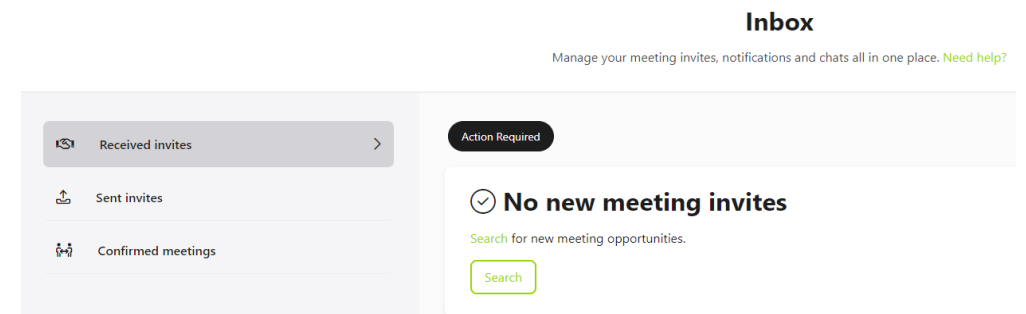 Inbox
Manage your meeting invites, notifications and chats all in one place. Need help?
Received invites
Sent invites
Confirmed meetings
Action Required
No new meeting invites
Search for new meeting opportunities.
Search